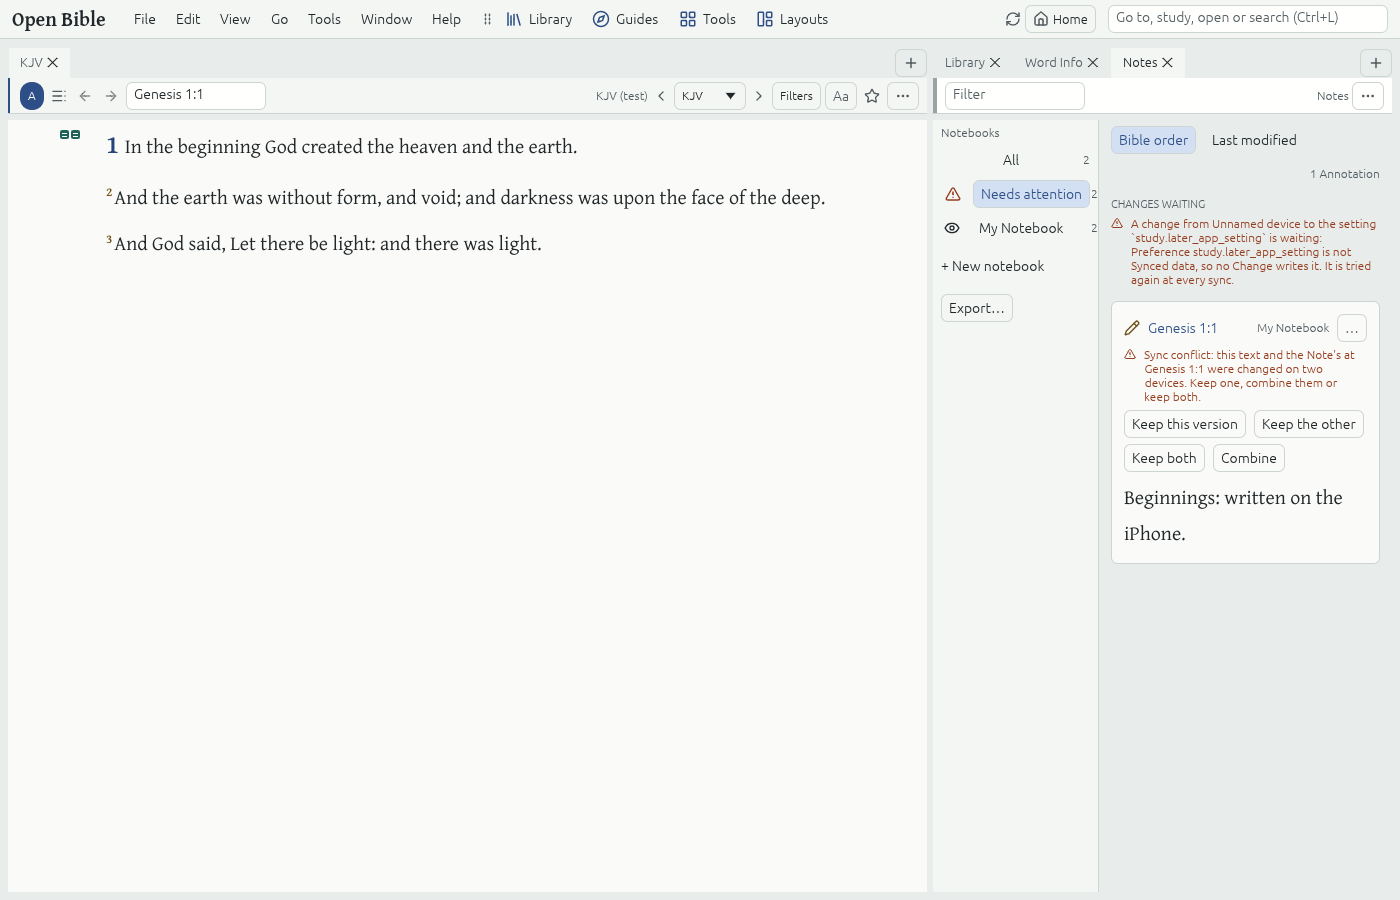 Open Bible File Edit View Go Tools Window Help Library Guides Tools Layouts Home Go to, study, open or search (Ctrl+L)
KJV
A Genesis 1:1 KJV (test) KJV Filters Aa
1 In the beginning God created the heaven and the earth.
2 And the earth was without form, and void; and darkness was upon the face of the deep.
3 And God said, Let there be light: and there was light.
Library Word Info Notes
Filter Notes
Notebooks
All 2
Needs attention 2
My Notebook 2
+ New notebook
Export...
Bible order Last modified
1 Annotation
CHANGES WAITING
A change from Unnamed device to the setting
`study.later_app_setting` is waiting:
Preference study.later_app_setting is not
Synced data, so no Change writes it. It is tried
again at every sync.
Genesis 1:1 My Notebook ...
Sync conflict: this text and the Note's at
Genesis 1:1 were changed on two
devices. Keep one, combine them or
keep both.
Keep this version Keep the other
Keep both Combine
Beginnings: written on the
iPhone.